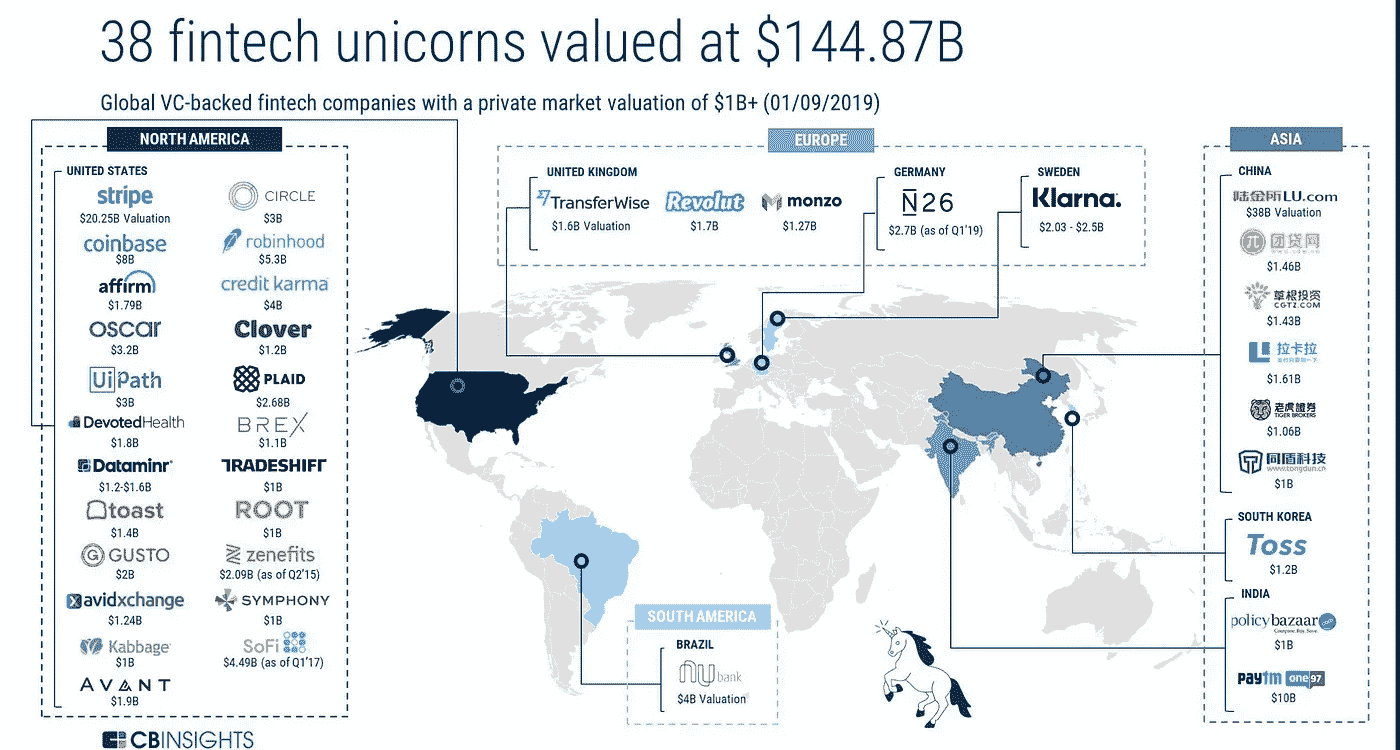 38 fintech unicorns valued at $144.87B
Global VC-backed fintech companies with a private market valuation of $1B+ (01/09/2019)
NORTH AMERICA
UNITED STATES
stripe
$20.25B Valuation
CIRCLE
$3B
coinbase
$8B
robinhood
$5.3B
affirm
$1.79B
credit karma
$4B
oscar
$3.2B
Clover
$1.2B
UiPath
$3B
PLAID
$2.68B
DevotedHealth
$1.8B
BREX
$1.1B
Dataminr
$1.2-$1.6B
TRADESHIFT
$1B
toast
$1.4B
ROOT
$1B
GUSTO
$2B
zenefits
$2.09B (as of Q2'15)
avidxchange
$1.24B
SYMPHONY
$1B
Kabbage
$1B
SoFi
$4.49B (as of Q1'17)
AVANT
$1.9B
EUROPE
UNITED KINGDOM
TransferWise
$1.6B Valuation
Revolut
$1.7B
monzo
$1.27B
GERMANY
N26
$2.7B (as of Q1'19)
SWEDEN
Klarna.
$2.03 - $2.5B
SOUTH AMERICA
BRAZIL
nubank
$4B Valuation
ASIA
CHINA
陆金所LU.com
$38B Valuation
团贷网
$1.46B
草根投资
CGTZ.COM
$1.43B
拉卡拉
$1.61B
老虎證券
TIGER BROKERS
$1.06B
同盾科技
www.tongdun.cn
$1B
SOUTH KOREA
Toss
$1.2B
INDIA
policybazaar.com
Compare. Buy. Save.
$1B
paytm one97
$10B
CBINSIGHTS